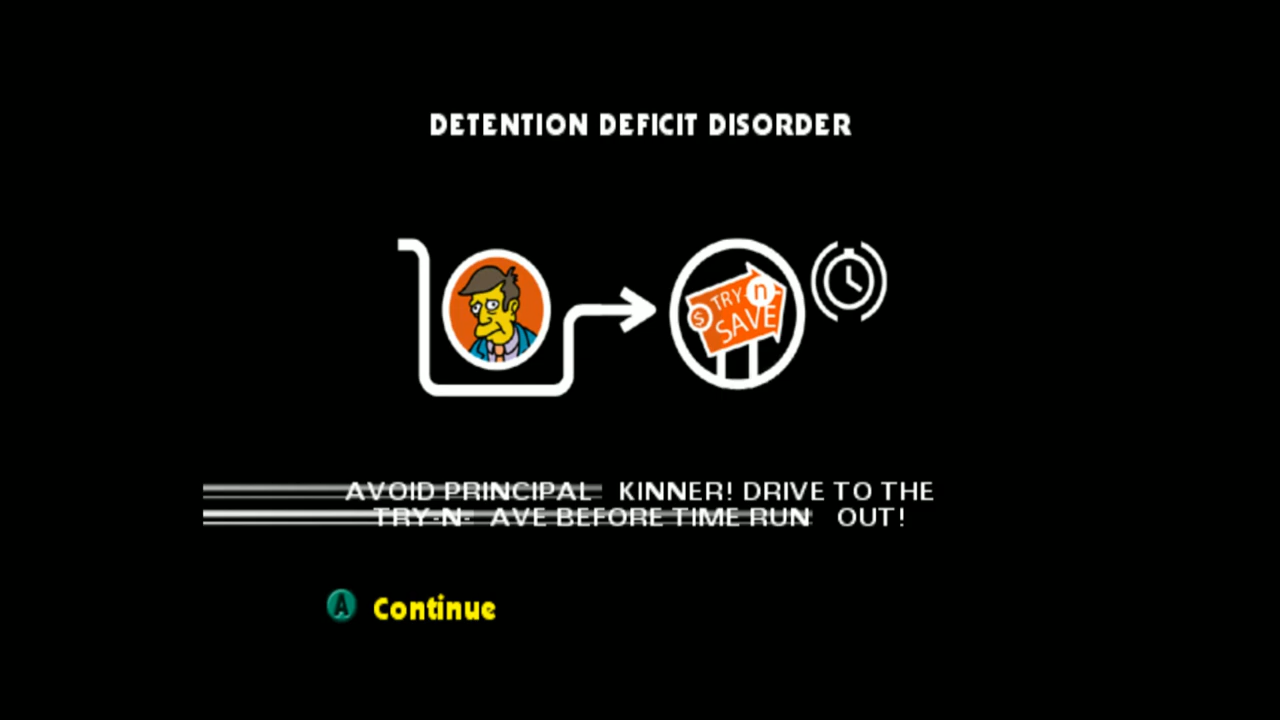 DETENTION DEFICIT DISORDER
TRY n
S SAVE
AVOID PRINCIPAL KINNER! DRIVE TO THE
TRY-N- AVE BEFORE TIME RUN OUT!
A Continue